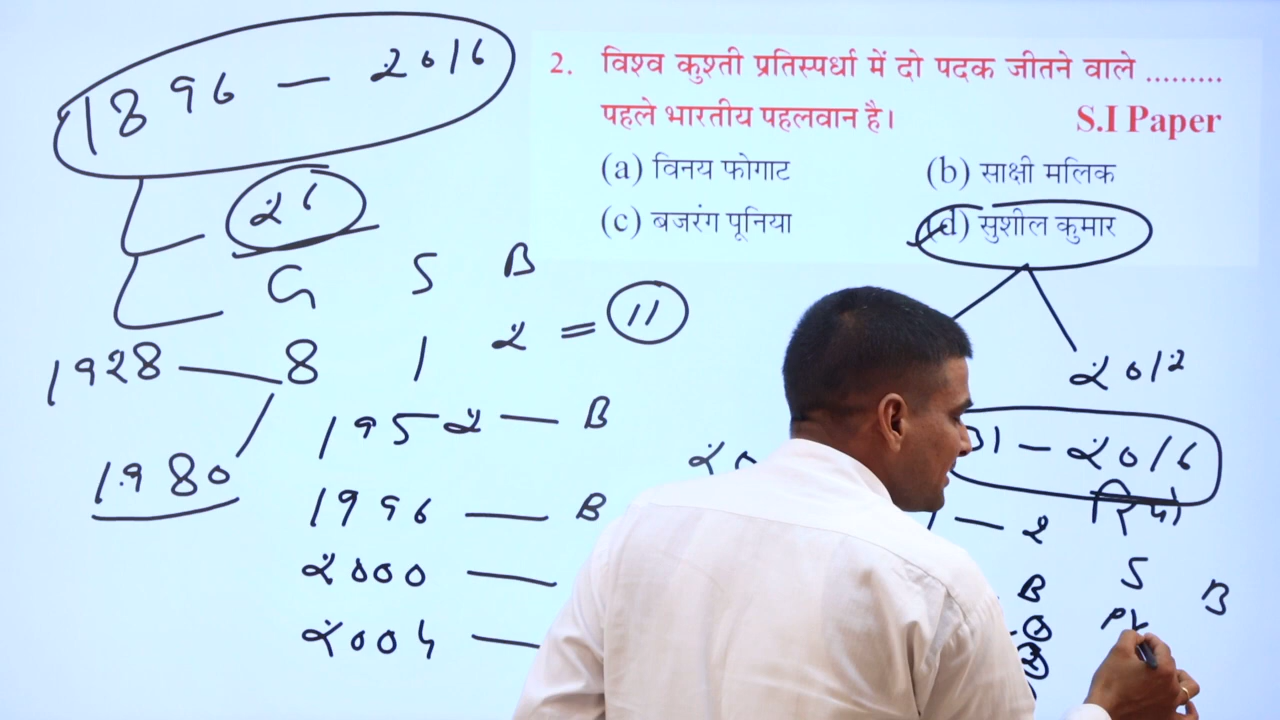 1896 - 2016
2. विश्व कुश्ती प्रतिस्पर्धा में दो पदक जीतने वाले .........
पहले भारतीय पहलवान है। S.I Paper
(a) विनय फोगाट (b) साक्षी मलिक
(c) बजरंग पूनिया (d) सुशील कुमार
G S B
1928 — 8 1 2 = 11
2012
1952 — B
1980
- 2016
1996 — B
रियो
— 2
2000 —
S B
B
2004 —